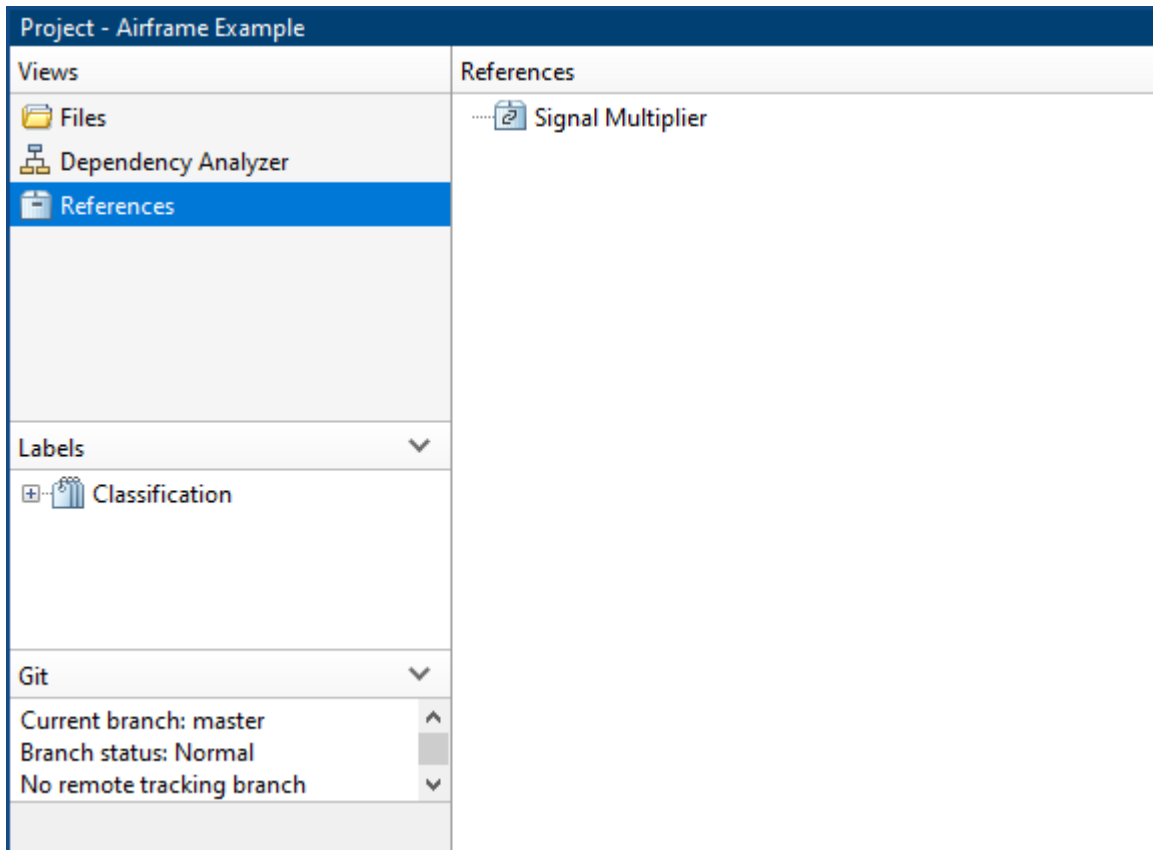 Project - Airframe Example
Views
Files
Dependency Analyzer
References
Labels
Classification
Git
Current branch: master
Branch status: Normal
No remote tracking branch
References
Signal Multiplier